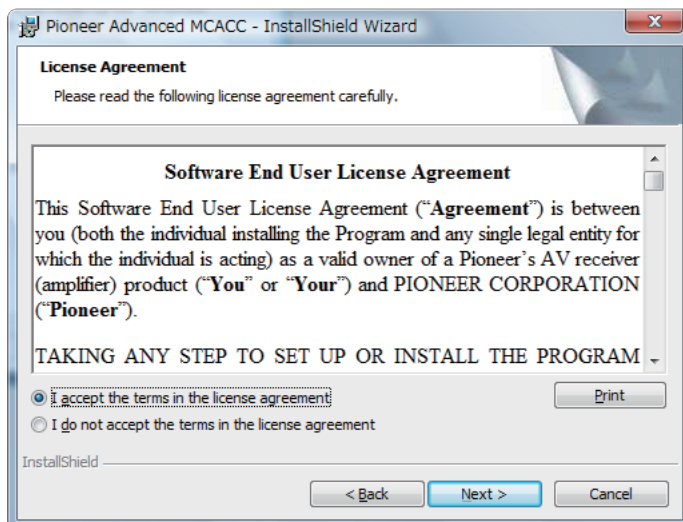 Pioneer Advanced MCACC - InstallShield Wizard
License Agreement
Please read the following license agreement carefully.
Software End User License Agreement
This Software End User License Agreement (“Agreement”) is between
you (both the individual installing the Program and any single legal entity for
which the individual is acting) as a valid owner of a Pioneer’s AV receiver
(amplifier) product (“You” or “Your”) and PIONEER CORPORATION
(“Pioneer”).
TAKING ANY STEP TO SET UP OR INSTALL THE PROGRAM
I accept the terms in the license agreement
Print
I do not accept the terms in the license agreement
InstallShield
< Back
Next >
Cancel